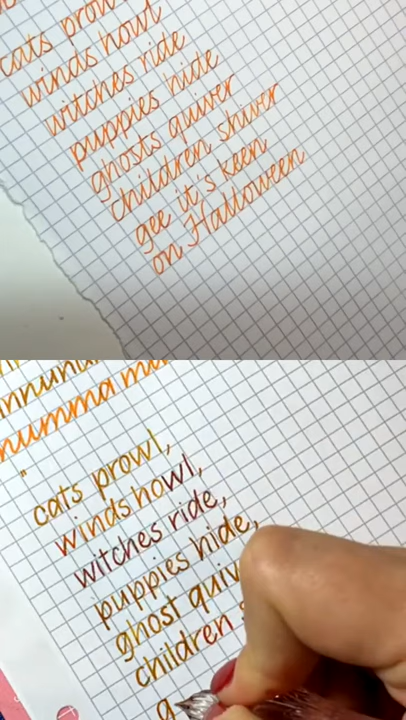 cats prowl
winds howl
witches ride
puppies hide
ghosts quiver
children shiver
gee it's keen
on Halloween
"
cats prowl,
winds howl,
witches ride,
puppies hide,
ghost
children
g